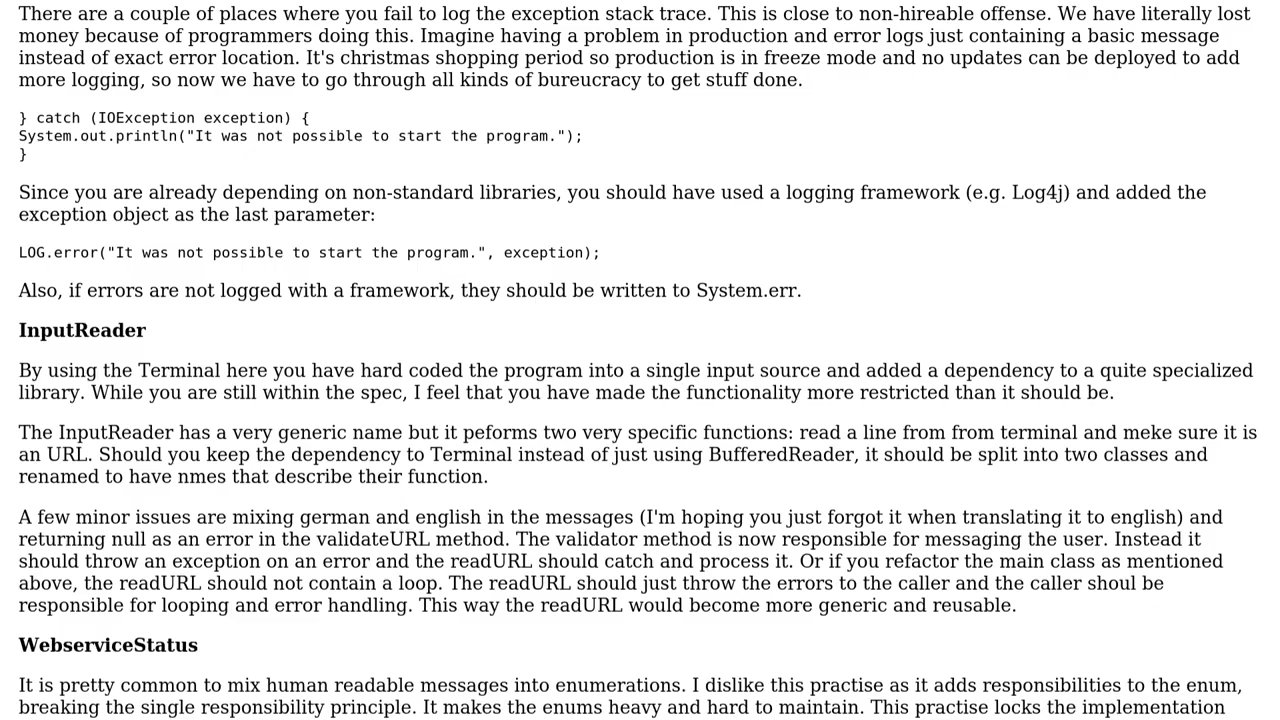 There are a couple of places where you fail to log the exception stack trace. This is close to non-hireable offense. We have literally lost
money because of programmers doing this. Imagine having a problem in production and error logs just containing a basic message
instead of exact error location. It's christmas shopping period so production is in freeze mode and no updates can be deployed to add
more logging, so now we have to go through all kinds of bureucracy to get stuff done.
} catch (IOException exception) {
System.out.println("It was not possible to start the program.");
}
Since you are already depending on non-standard libraries, you should have used a logging framework (e.g. Log4j) and added the
exception object as the last parameter:
LOG.error("It was not possible to start the program.", exception);
Also, if errors are not logged with a framework, they should be written to System.err.
InputReader
By using the Terminal here you have hard coded the program into a single input source and added a dependency to a quite specialized
library. While you are still within the spec, I feel that you have made the functionality more restricted than it should be.
The InputReader has a very generic name but it peforms two very specific functions: read a line from from terminal and meke sure it is
an URL. Should you keep the dependency to Terminal instead of just using BufferedReader, it should be split into two classes and
renamed to have nmes that describe their function.
A few minor issues are mixing german and english in the messages (I'm hoping you just forgot it when translating it to english) and
returning null as an error in the validateURL method. The validator method is now responsible for messaging the user. Instead it
should throw an exception on an error and the readURL should catch and process it. Or if you refactor the main class as mentioned
above, the readURL should not contain a loop. The readURL should just throw the errors to the caller and the caller shoul be
responsible for looping and error handling. This way the readURL would become more generic and reusable.
WebserviceStatus
It is pretty common to mix human readable messages into enumerations. I dislike this practise as it adds responsibilities to the enum,
breaking the single responsibility principle. It makes the enums heavy and hard to maintain. This practise locks the implementation